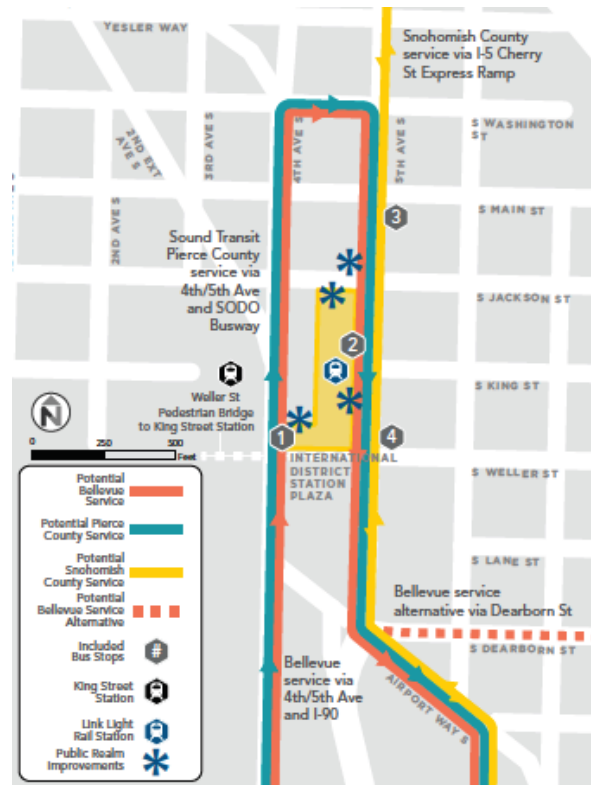 YESLER WAY
Snohomish County
service via I-5 Cherry
St Express Ramp
2ND EXT
AVE S
3RD AVE S
4TH AVE S
5TH AVE S
S WASHINGTON
ST
2ND AVE S
3
S MAIN ST
Sound Transit
Pierce County
service via
4th/5th Ave
and SODO
Busway
S JACKSON ST
2
Weller St
Pedestrian Bridge
to King Street Station
S KING ST
N
1
4
0 250 500
Feet
INTERNATIONAL
DISTRICT
STATION
PLAZA
S WELLER ST
Potential
Bellevue
Service
Potential Pierce
County Service
Potential
Snohomish
County Service
Potential
Bellevue Service
Alternative
Included
Bus Stops
#
King Street
Station
Link Light
Rail Station
Public Realm
Improvements
S LANE ST
Bellevue service
alternative via Dearborn St
S DEARBORN ST
Bellevue
service via
4th/5th Ave
and I-90
AIRPORT WAY S